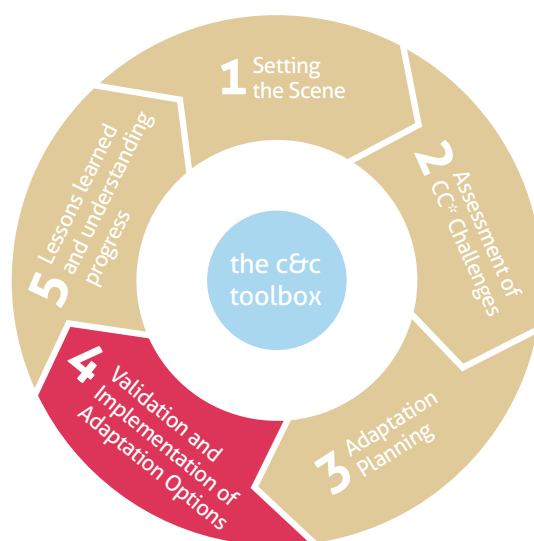 1 Setting
the Scene
2 Assessment of
CC* Challenges
3 Adaptation
Planning
4 Validation and
Implementation of
Adaptation Options
5 Lessons learned
and understanding
progress
the c&c
toolbox